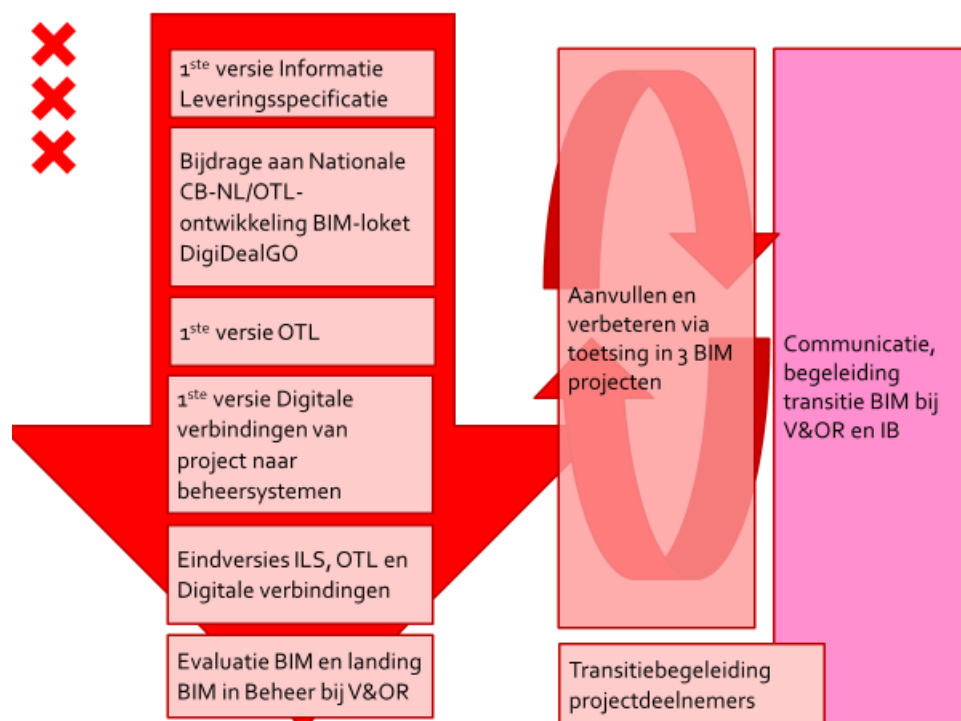 1ste versie Informatie
Leveringsspecificatie
Bijdrage aan Nationale
CB-NL/OTL-
ontwikkeling BIM-loket
DigiDealGO
1ste versie OTL
1ste versie Digitale
verbindingen van
project naar
beheersystemen
Eindversies ILS, OTL en
Digitale verbindingen
Evaluatie BIM en landing
BIM in Beheer bij V&OR
Aanvullen en
verbeteren via
toetsing in 3 BIM
projecten
Transitiebegeleiding
projectdeelnemers
Communicatie,
begeleiding
transitie BIM bij
V&OR en IB